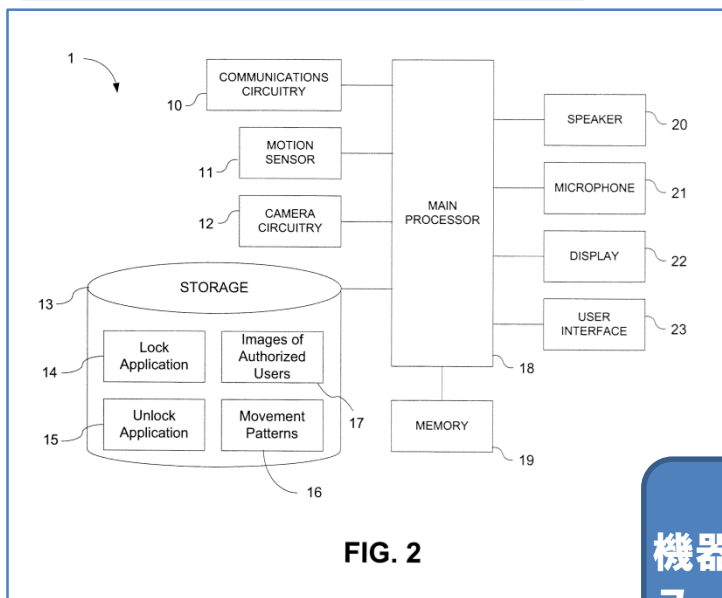 1
COMMUNICATIONS
CIRCUITRY
10
MOTION
SENSOR
11
CAMERA
CIRCUITRY
12
STORAGE
13
Lock
Application
14
Images of
Authorized
Users
17
Unlock
Application
15
Movement
Patterns
16
MAIN
PROCESSOR
18
MEMORY
19
SPEAKER
20
MICROPHONE
21
DISPLAY
22
USER
INTERFACE
23
FIG. 2
機器